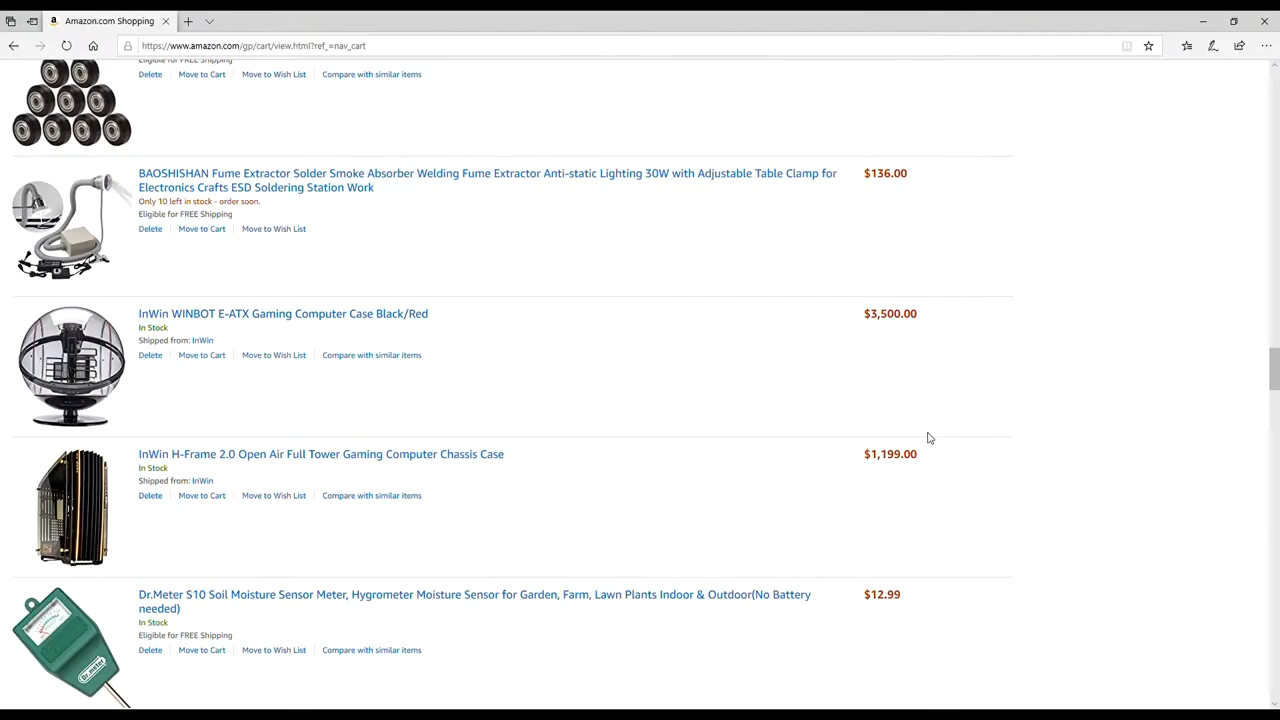 Amazon.com Shopping
https://www.amazon.com/gp/cart/view.html?ref_=nav_cart
Eligible for FREE Shipping
Delete Move to Cart Move to Wish List Compare with similar items
BAOSHISHAN Fume Extractor Solder Smoke Absorber Welding Fume Extractor Anti-static Lighting 30W with Adjustable Table Clamp for $136.00
Electronics Crafts ESD Soldering Station Work
Only 10 left in stock - order soon.
Eligible for FREE Shipping
Delete Move to Cart Move to Wish List
InWin WINBOT E-ATX Gaming Computer Case Black/Red $3,500.00
In Stock
Shipped from: InWin
Delete Move to Cart Move to Wish List Compare with similar items
InWin H-Frame 2.0 Open Air Full Tower Gaming Computer Chassis Case $1,199.00
In Stock
Shipped from: InWin
Delete Move to Cart Move to Wish List Compare with similar items
Dr.Meter S10 Soil Moisture Sensor Meter, Hygrometer Moisture Sensor for Garden, Farm, Lawn Plants Indoor & Outdoor(No Battery $12.99
needed)
In Stock
Eligible for FREE Shipping
Delete Move to Cart Move to Wish List Compare with similar items
Dr.meter